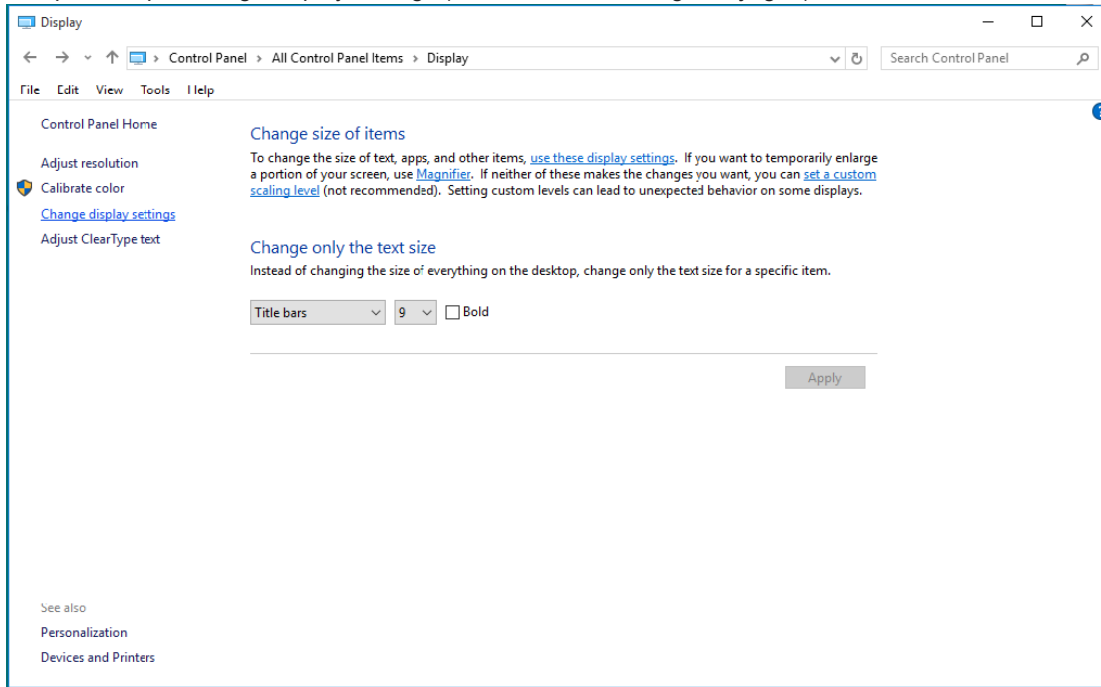 Display
Control Panel > All Control Panel Items > Display
Search Control Panel
File Edit View Tools Help
Control Panel Home
Adjust resolution
Calibrate color
Change display settings
Adjust ClearType text
Change size of items
To change the size of text, apps, and other items, use these display settings. If you want to temporarily enlarge
a portion of your screen, use Magnifier. If neither of these makes the changes you want, you can set a custom
scaling level (not recommended). Setting custom levels can lead to unexpected behavior on some displays.
Change only the text size
Instead of changing the size of everything on the desktop, change only the text size for a specific item.
Title bars 9 Bold
Apply
See also
Personalization
Devices and Printers